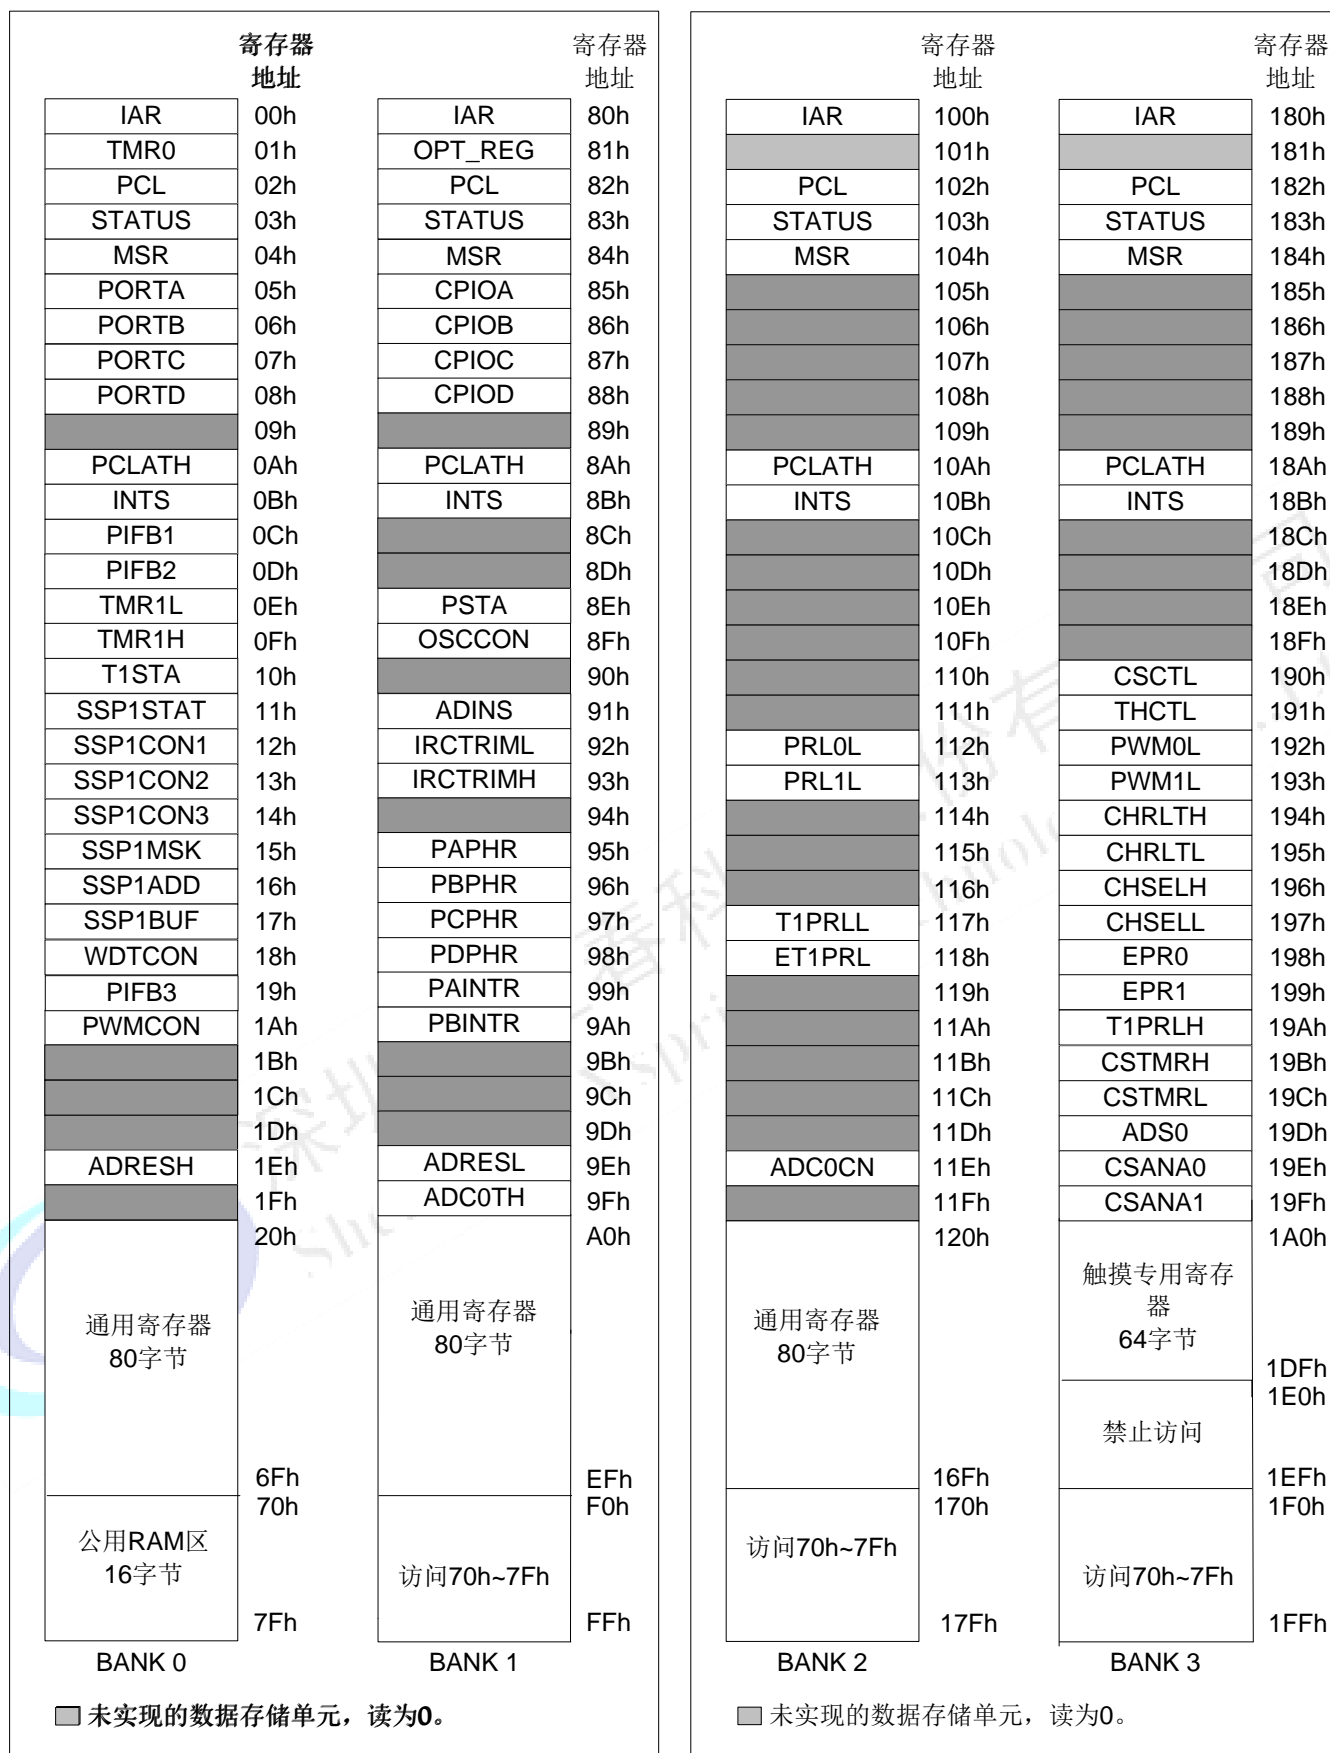 寄存器 寄存器 寄存器 寄存器
地址 地址 地址 地址
IAR 00h IAR 80h IAR 100h IAR 180h
TMR0 01h OPT_REG 81h 101h 181h
PCL 02h PCL 82h PCL 102h PCL 182h
STATUS 03h STATUS 83h STATUS 103h STATUS 183h
MSR 04h MSR 84h MSR 104h MSR 184h
PORTA 05h CPIOA 85h 105h 185h
PORTB 06h CPIOB 86h 106h 186h
PORTC 07h CPIOC 87h 107h 187h
PORTD 08h CPIOD 88h 108h 188h
09h 89h 109h 189h
PCLATH 0Ah PCLATH 8Ah PCLATH 10Ah PCLATH 18Ah
INTS 0Bh INTS 8Bh INTS 10Bh INTS 18Bh
PIFB1 0Ch 8Ch 10Ch 18Ch
PIFB2 0Dh 8Dh 10Dh 18Dh
TMR1L 0Eh PSTA 8Eh 10Eh 18Eh
TMR1H 0Fh OSCCON 8Fh 10Fh 18Fh
T1STA 10h 90h 110h CSCTL 190h
SSP1STAT 11h ADINS 91h 111h THCTL 191h
SSP1CON1 12h IRCTRIML 92h PRL0L 112h PWM0L 192h
SSP1CON2 13h IRCTRIMH 93h PRL1L 113h PWM1L 193h
SSP1CON3 14h 94h 114h CHRLTH 194h
SSP1MSK 15h PAPHR 95h 115h CHRLTL 195h
SSP1ADD 16h PBPHR 96h 116h CHSELH 196h
SSP1BUF 17h PCPHR 97h T1PRLL 117h CHSELL 197h
WDTCON 18h PDPHR 98h ET1PRL 118h EPR0 198h
PIFB3 19h PAINTR 99h 119h EPR1 199h
PWMCON 1Ah PBINTR 9Ah 11Ah T1PRLH 19Ah
1Bh 9Bh 11Bh CSTMRH 19Bh
1Ch 9Ch 11Ch CSTMRL 19Ch
1Dh 9Dh 11Dh ADS0 19Dh
ADRESH 1Eh ADRESL 9Eh ADC0CN 11Eh CSANA0 19Eh
1Fh ADC0TH 9Fh 11Fh CSANA1 19Fh
20h A0h 120h 1A0h
通用寄存器 通用寄存器 通用寄存器 触摸专用寄存
80字节 80字节 80字节 器
64字节
1DFh
1E0h
禁止访问
6Fh EFh 16Fh 1EFh
70h F0h 170h 1F0h
公用RAM区 访问70h~7Fh 访问70h~7Fh 访问70h~7Fh
16字节
7Fh FFh 17Fh 1FFh
BANK 0 BANK 1 BANK 2 BANK 3
未实现的数据存储单元，读为0。 未实现的数据存储单元，读为0。